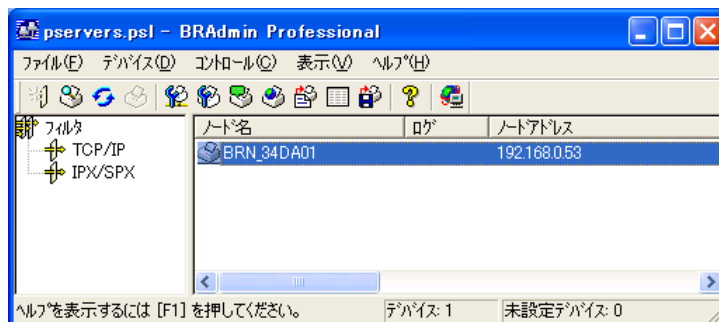 pservers.psl - BRAdmin Professional
ファイル(F) デバイス(D) コントロール(C) 表示(V) ヘルプ(H)
フィルタ
TCP/IP
IPX/SPX
ノード名 ログ ノードアドレス
BRN_34DA01 192.168.0.53
ヘルプを表示するには [F1] を押してください。 デバイス: 1 未設定デバイス: 0